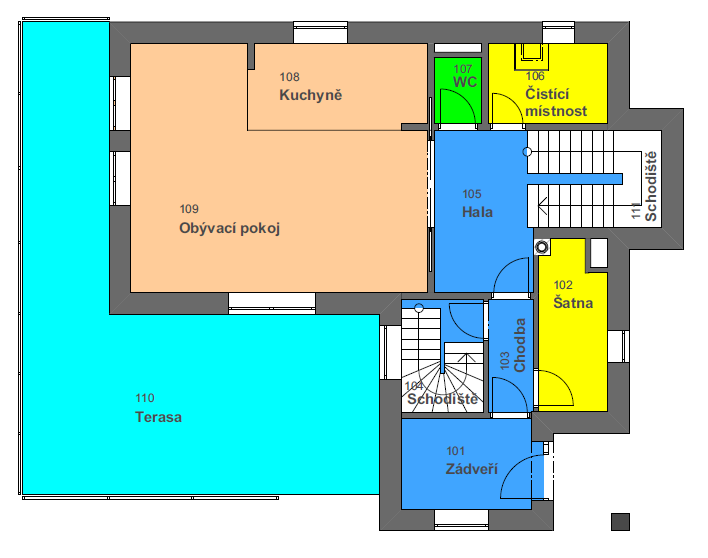 107
WC
108
Kuchyně
106
Čistící
místnost
105
Hala
111
Schodiště
109
Obývací pokoj
102
Šatna
103
Chodba
104
Schodiště
110
Terasa
101
Zádveří